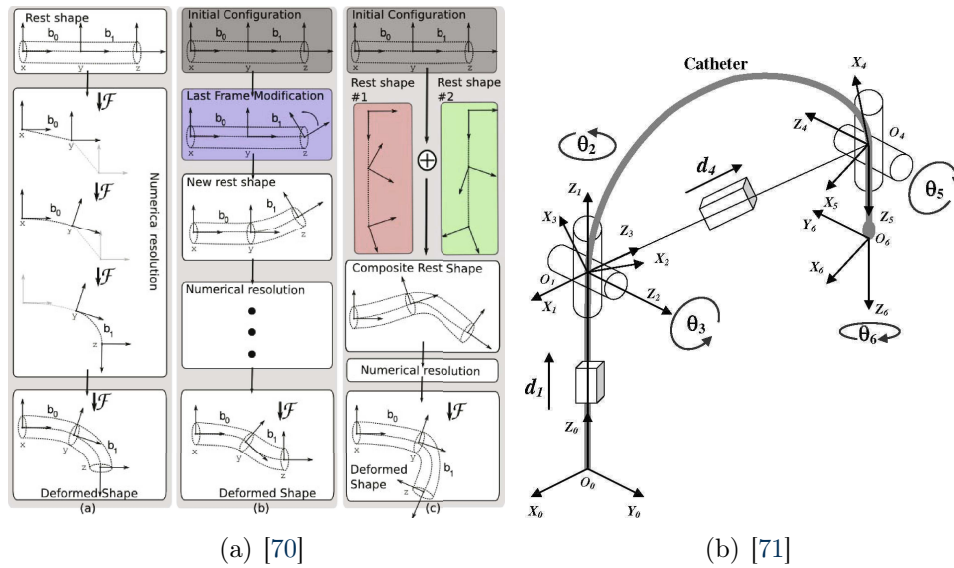 Rest shape
b0 b1
x y z
F
b0
x y
Numerical resolution
F
b0
x y
F
b1
z
F
b0
b1
x y
Deformed Shape
(a)
Initial Configuration
b0 b1
x y z
Last Frame Modification
b0 b1
x y z
New rest shape
b0 b1
x y z
Numerical resolution
F
b0
b1
x y z
Deformed Shape
(b)
Initial Configuration
b0 b1
x y z
Rest shape #1
Rest shape #2
Composite Rest Shape
Numerical resolution
F
b0
b1
x y
z
Deformed Shape
(c)
(a) [70]
Catheter
X4
Z4
O4
θ2
d4
θ5
Z1
X5
Z5
X3
Y6
O6
Z3
X2
X6
O1
X1
Z2
Z6
θ3
θ6
d1
Z0
O0
X0
Y0
(b) [71]